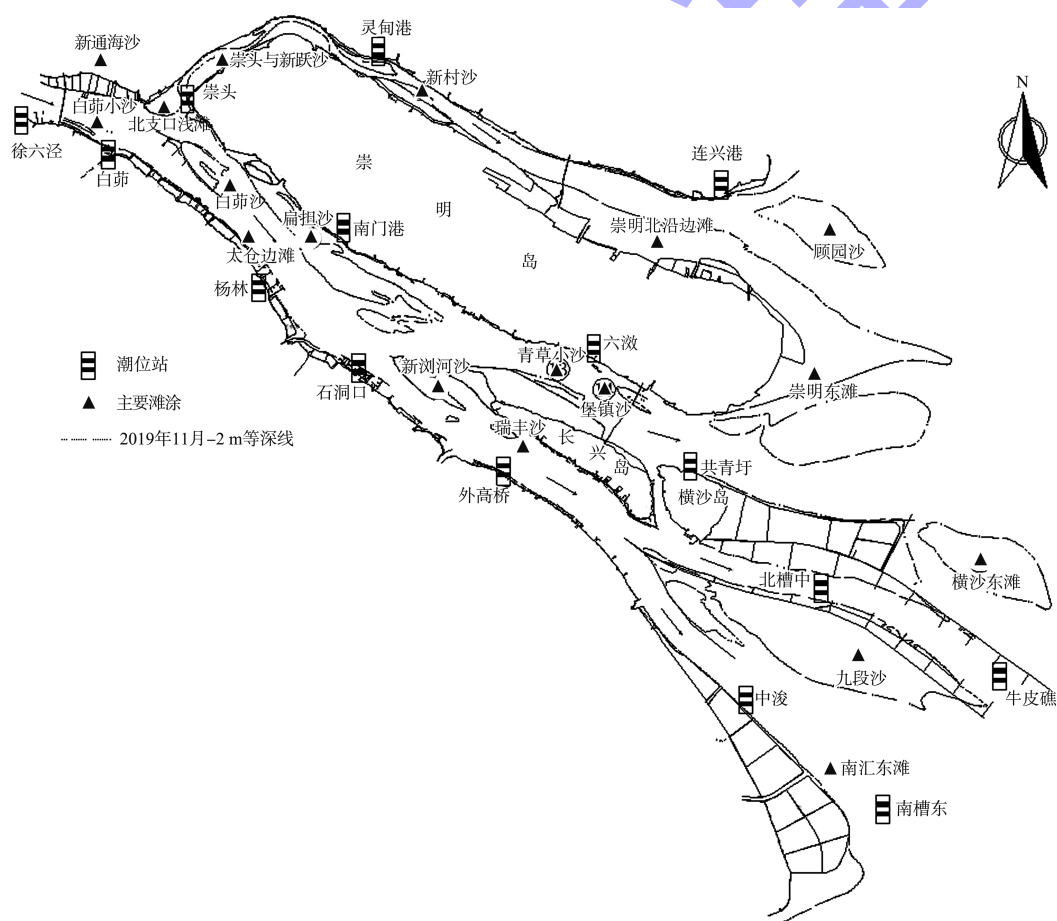 灵甸港
新通海沙
崇头与新跃沙
新村沙
N
崇头
白茆小沙
北支口浅滩
徐六泾
白茆
连兴港
崇
明
岛
白茆沙
扁担沙
南门港
崇明北沿边滩
顾园沙
太仓边滩
杨林
六滧
青草小沙
新浏河沙
石洞口
潮位站
主要滩涂
2019年11月-2 m等深线
崇明东滩
堡镇沙
瑞丰沙
长
兴
岛
外高桥
共青圩
横沙岛
北槽中
横沙东滩
九段沙
牛皮礁
中浚
南汇东滩
南槽东